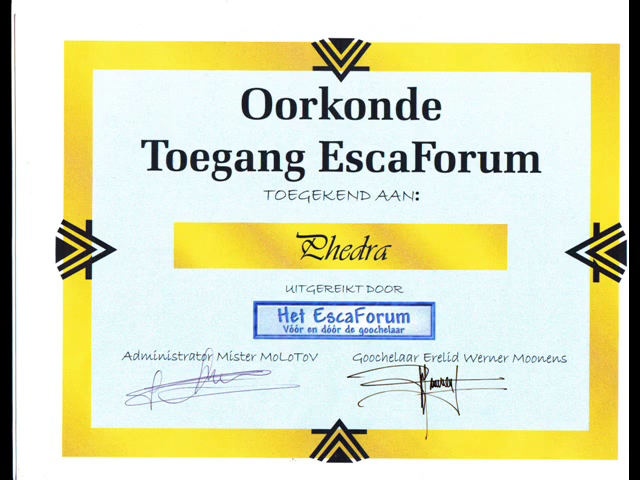 Oorkonde
Toegang EscaForum
TOEGEKEND AAN:
Phedra
UITGEREIKT DOOR
Het EscaForum
Vóór en dóór de goochelaar
Administrator Mister MoLoToV
Goochelaar Erelid Werner Moonens